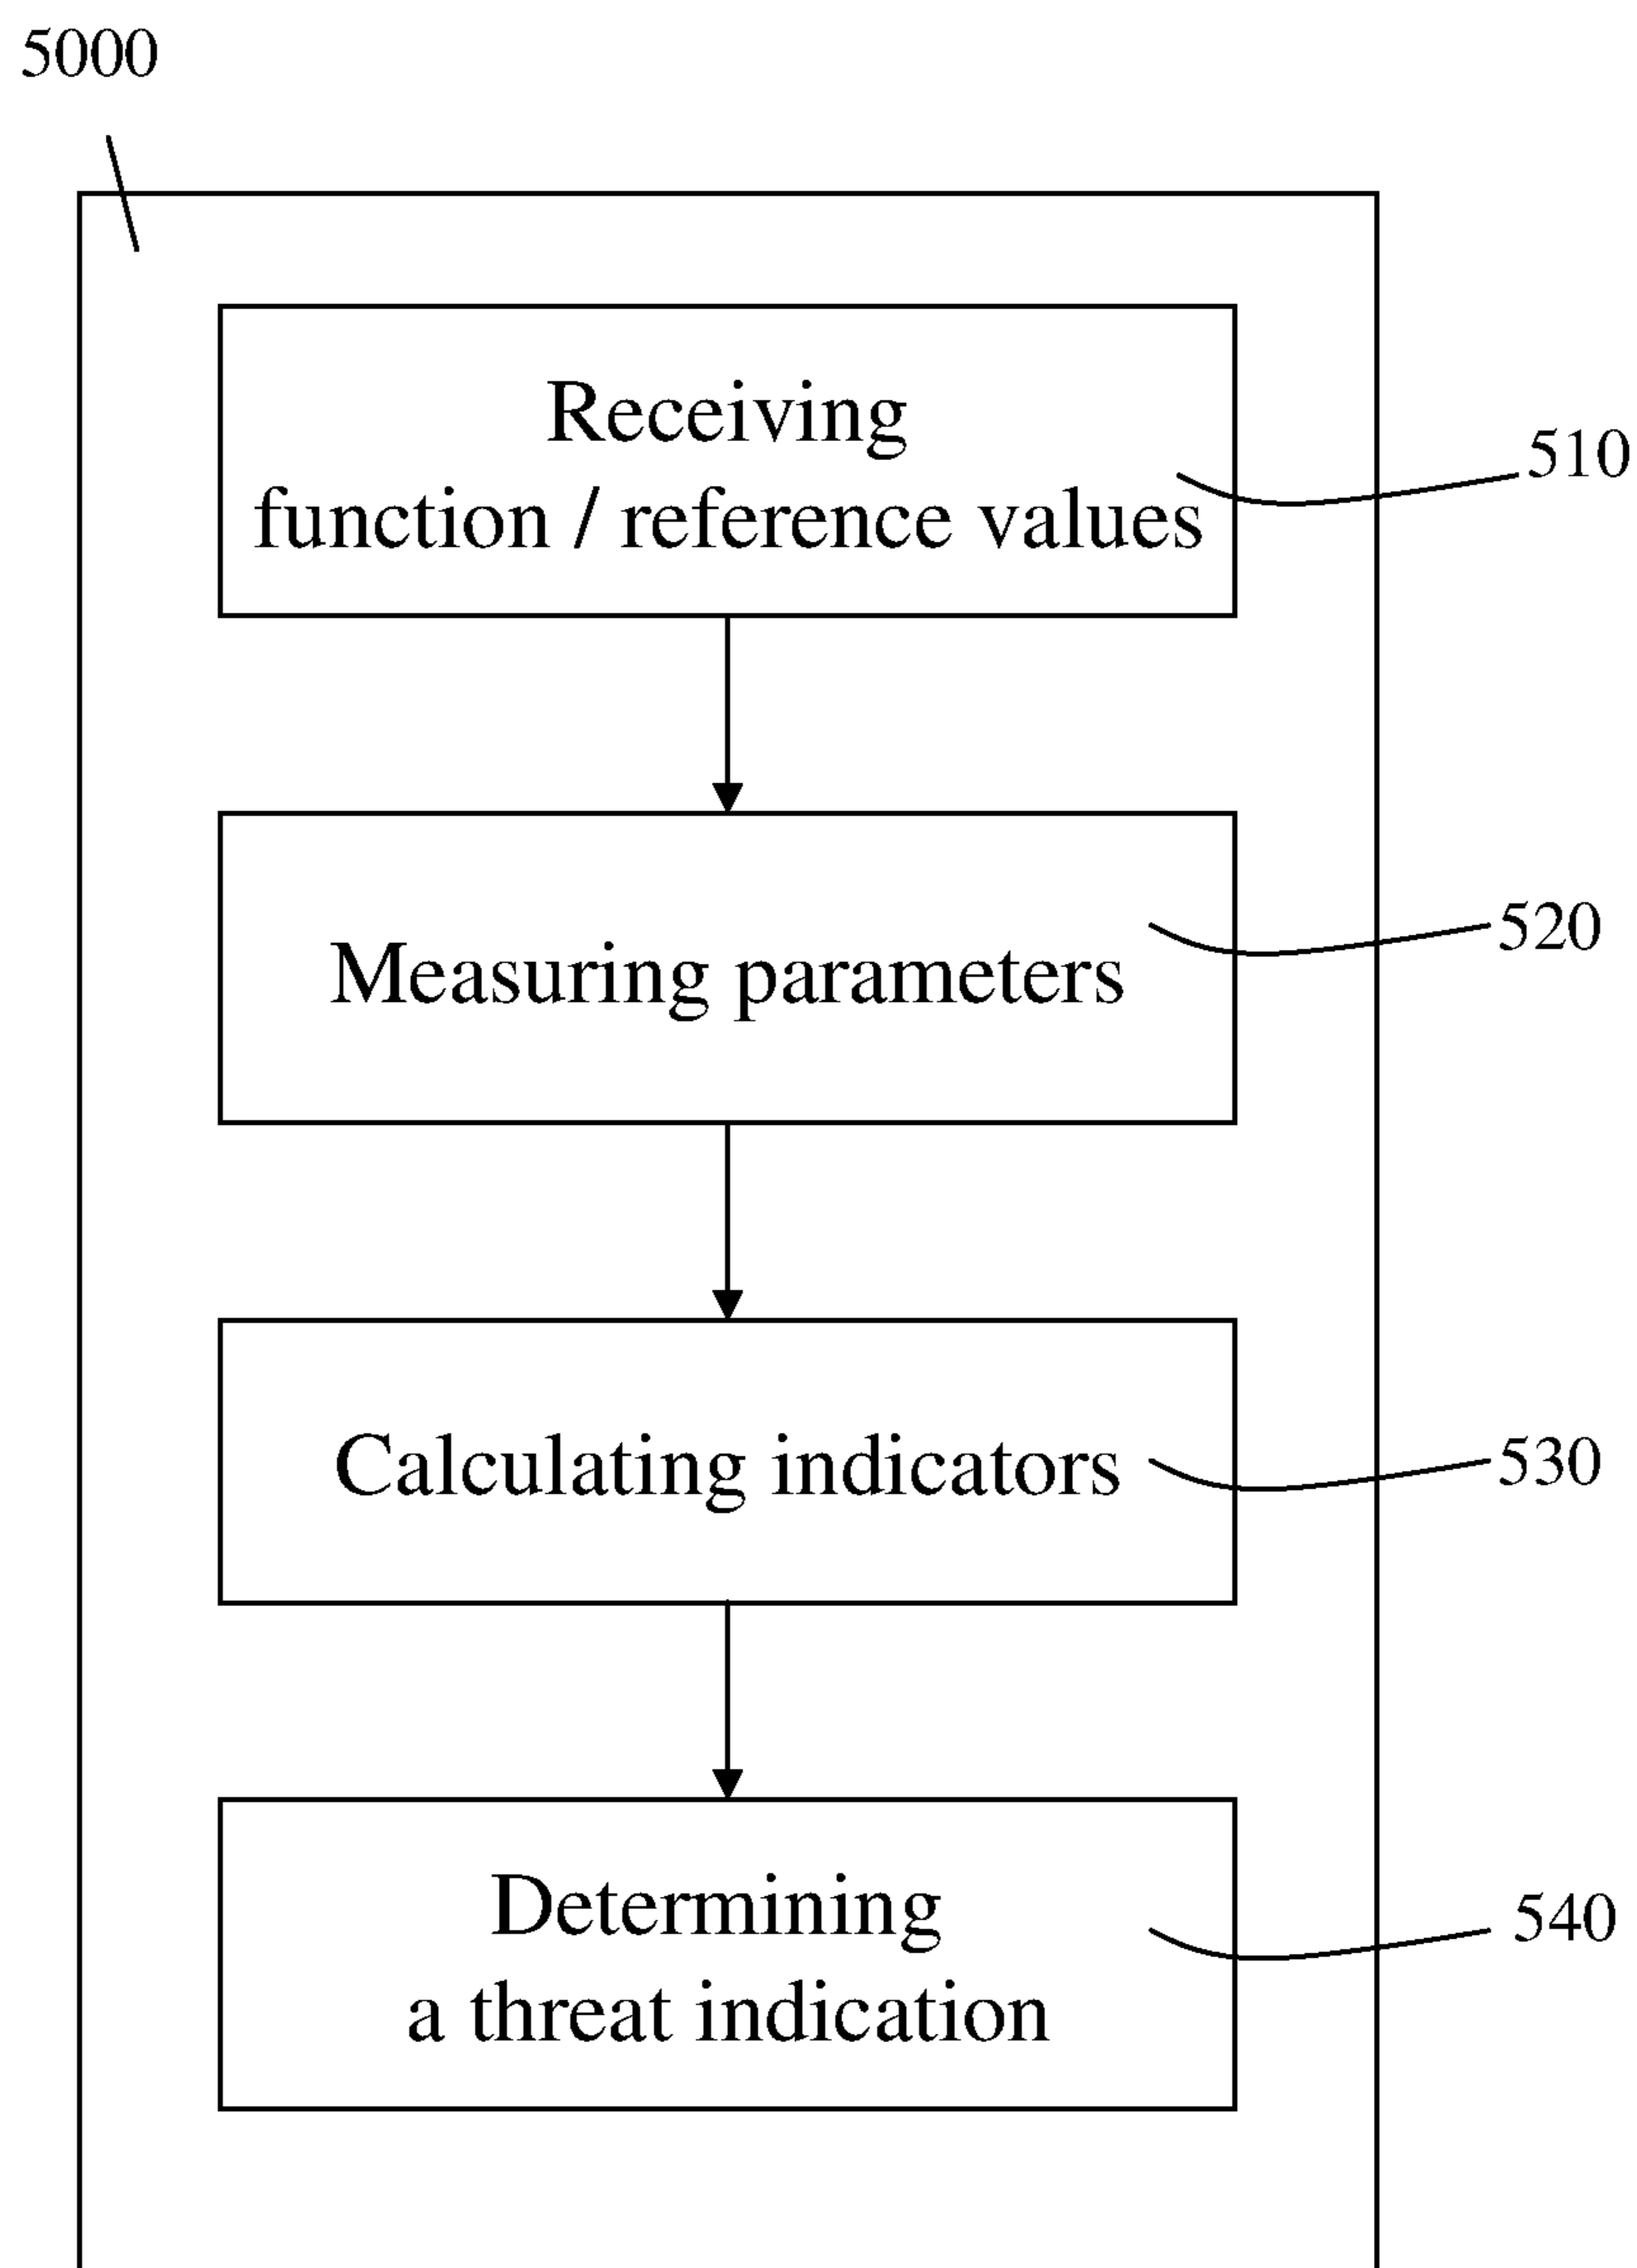 5000
Receiving
function / reference values
510
Measuring parameters
520
Calculating indicators
530
Determining
a threat indication
540